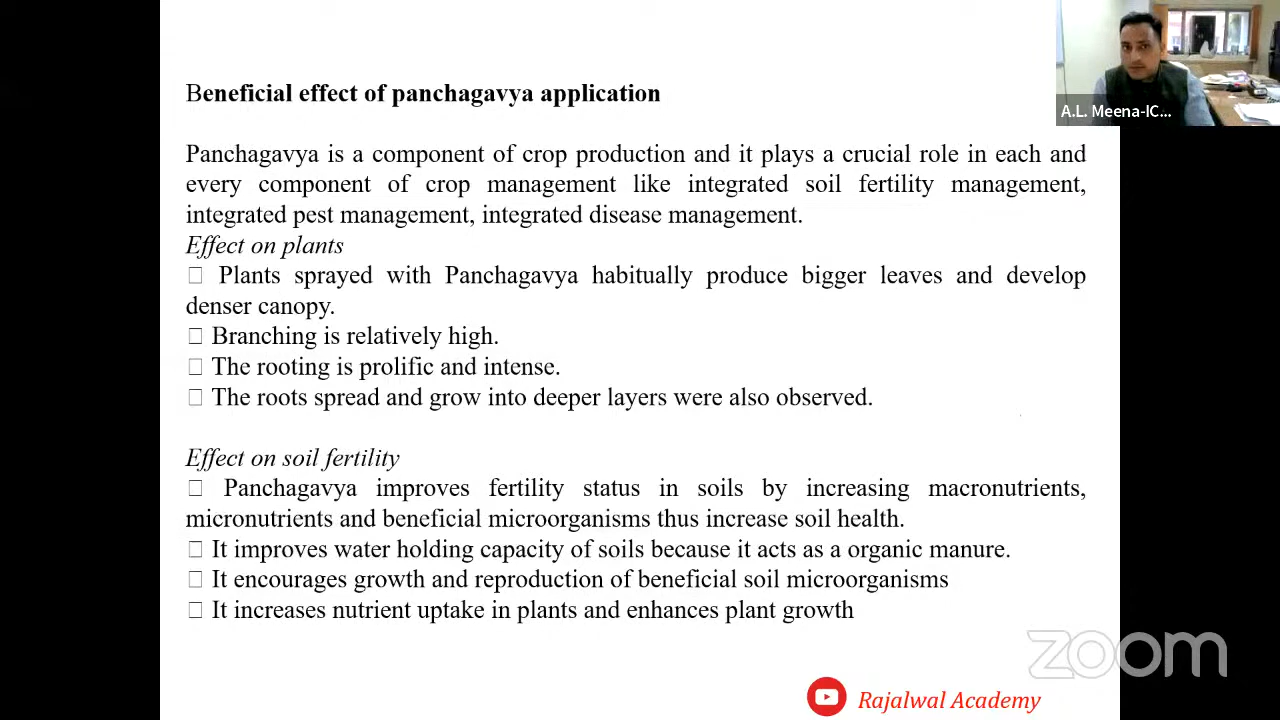 Beneficial effect of panchagavya application
A.L. Meena-IC...
Panchagavya is a component of crop production and it plays a crucial role in each and
every component of crop management like integrated soil fertility management,
integrated pest management, integrated disease management.
Effect on plants
□ Plants sprayed with Panchagavya habitually produce bigger leaves and develop
denser canopy.
□ Branching is relatively high.
□ The rooting is prolific and intense.
□ The roots spread and grow into deeper layers were also observed.
Effect on soil fertility
□ Panchagavya improves fertility status in soils by increasing macronutrients,
micronutrients and beneficial microorganisms thus increase soil health.
□ It improves water holding capacity of soils because it acts as a organic manure.
□ It encourages growth and reproduction of beneficial soil microorganisms
□ It increases nutrient uptake in plants and enhances plant growth
zoom
Rajalwal Academy